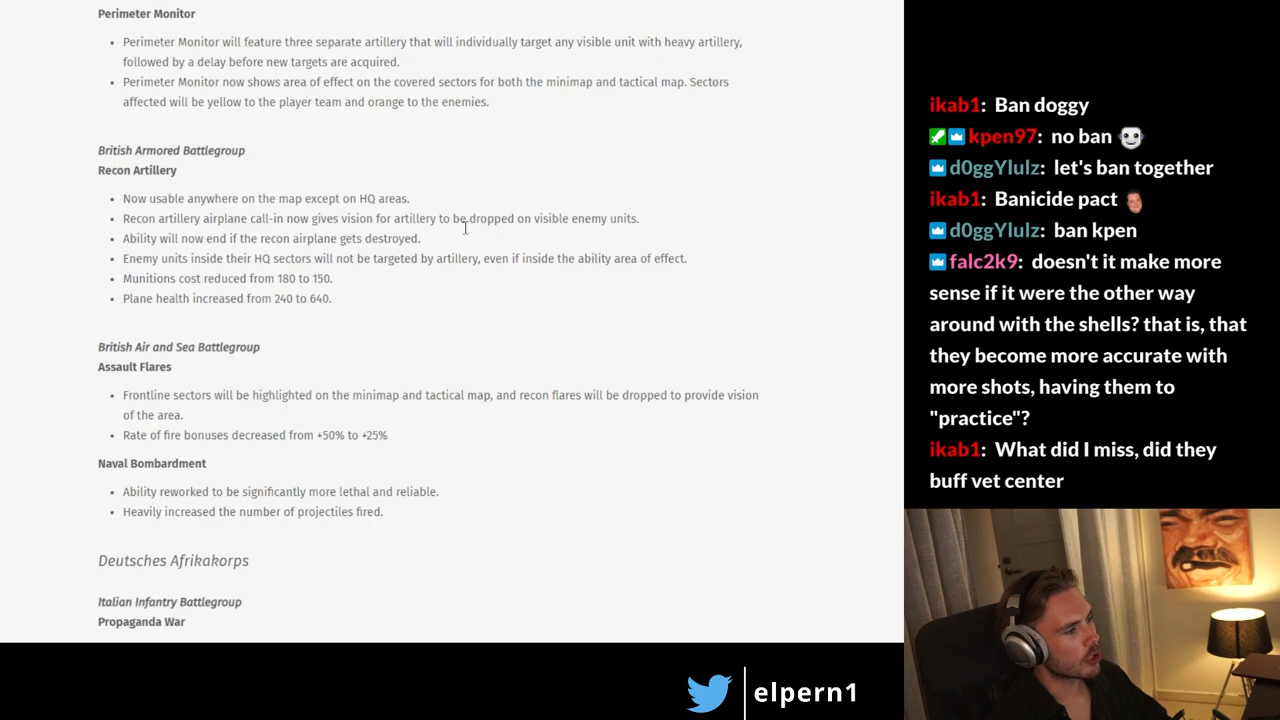 Perimeter Monitor
Perimeter Monitor will feature three separate artillery that will individually target any visible unit with heavy artillery,
followed by a delay before new targets are acquired.
Perimeter Monitor now shows area of effect on the covered sectors for both the minimap and tactical map. Sectors
affected will be yellow to the player team and orange to the enemies.
British Armored Battlegroup
Recon Artillery
Now usable anywhere on the map except on HQ areas.
Recon artillery airplane call-in now gives vision for artillery to be dropped on visible enemy units.
Ability will now end if the recon airplane gets destroyed.
Enemy units inside their HQ sectors will not be targeted by artillery, even if inside the ability area of effect.
Munitions cost reduced from 180 to 150.
Plane health increased from 240 to 640.
British Air and Sea Battlegroup
Assault Flares
Frontline sectors will be highlighted on the minimap and tactical map, and recon flares will be dropped to provide vision
of the area.
Rate of fire bonuses decreased from +50% to +25%
Naval Bombardment
Ability reworked to be significantly more lethal and reliable.
Heavily increased the number of projectiles fired.
Deutsches Afrikakorps
Italian Infantry Battlegroup
Propaganda War
ikab1: Ban doggy
kpen97: no ban
d0ggYlulz: let's ban together
ikab1: Banicide pact
d0ggYlulz: ban kpen
falc2k9: doesn't it make more
sense if it were the other way
around with the shells? that is, that
they become more accurate with
more shots, having them to
"practice"?
ikab1: What did I miss, did they
buff vet center
elpern1